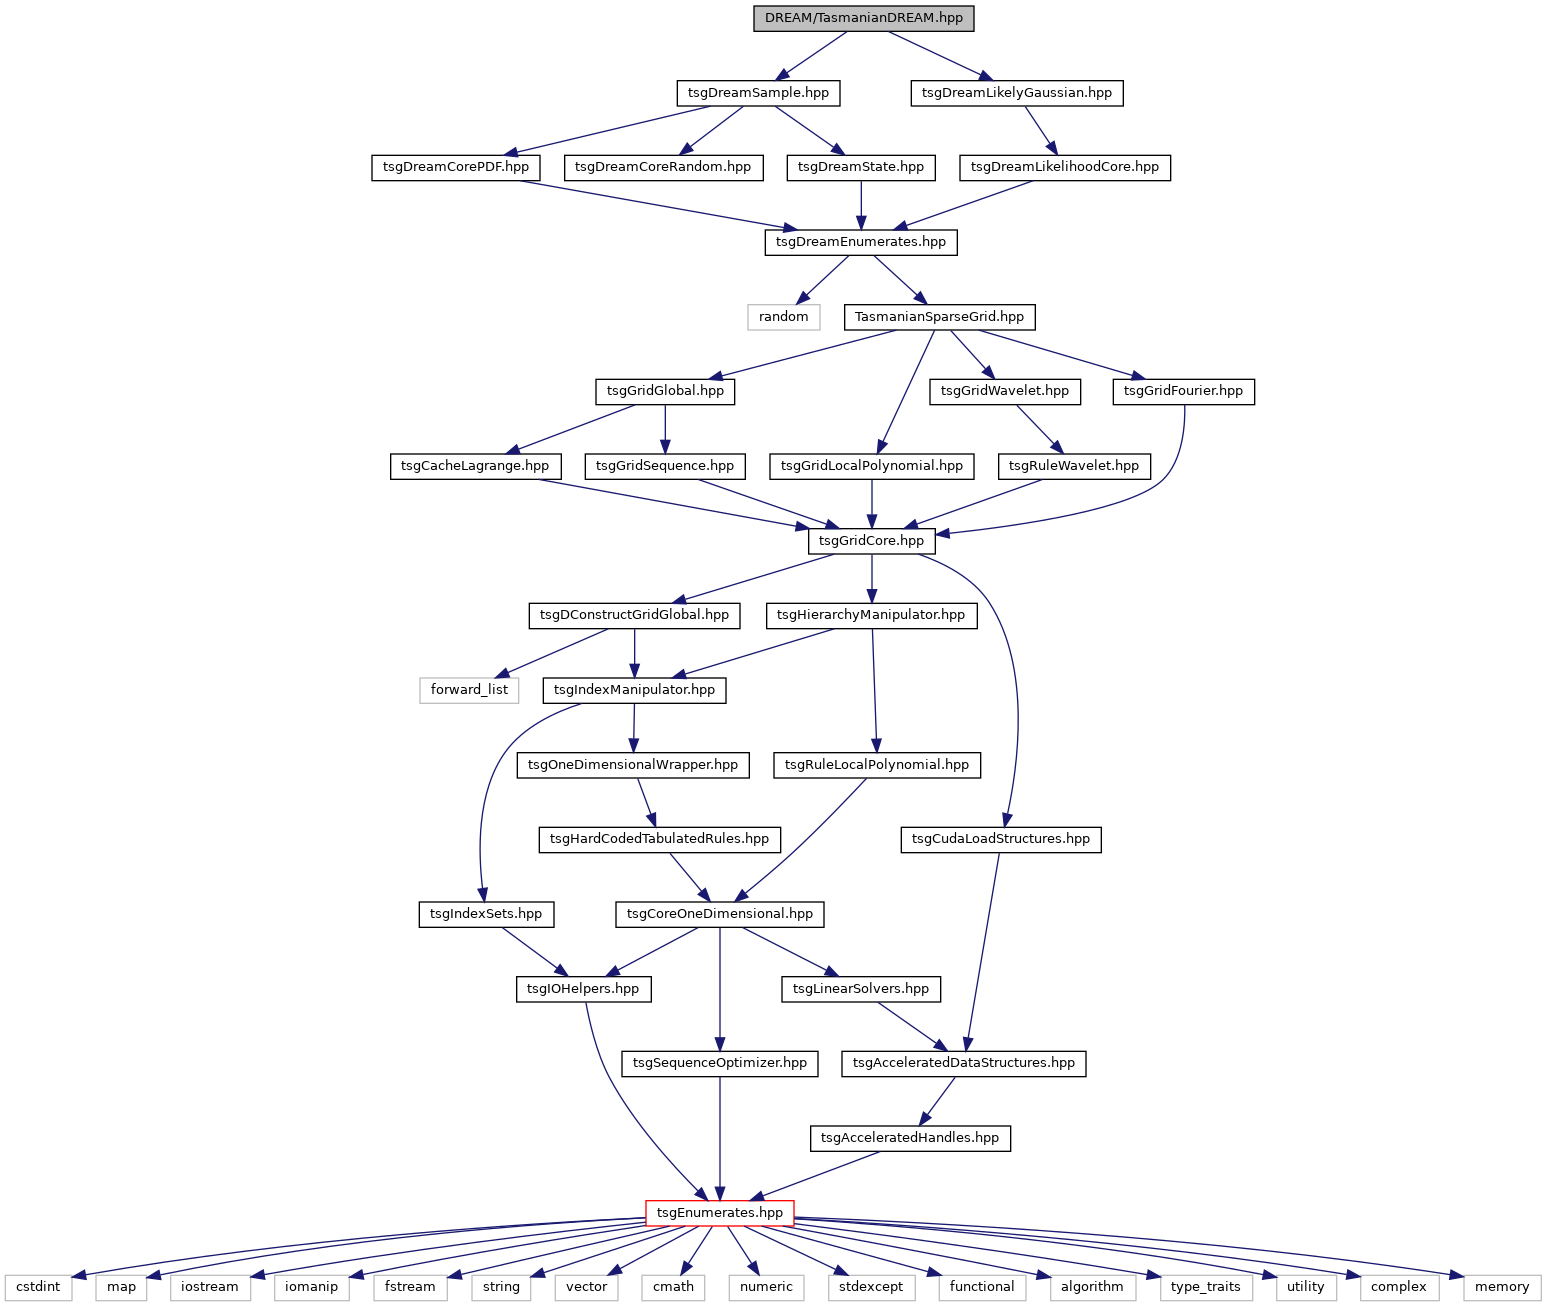 DREAM/TasmanianDREAM.hpp
tsgDreamSample.hpp
tsgDreamLikelyGaussian.hpp
tsgDreamCorePDF.hpp
tsgDreamCoreRandom.hpp
tsgDreamState.hpp
tsgDreamLikelihoodCore.hpp
tsgDreamEnumerates.hpp
random
TasmanianSparseGrid.hpp
tsgGridGlobal.hpp
tsgGridWavelet.hpp
tsgGridFourier.hpp
tsgCacheLagrange.hpp
tsgGridSequence.hpp
tsgGridLocalPolynomial.hpp
tsgRuleWavelet.hpp
tsgGridCore.hpp
tsgDConstructGridGlobal.hpp
tsgHierarchyManipulator.hpp
forward_list
tsgIndexManipulator.hpp
tsgOneDimensionalWrapper.hpp
tsgRuleLocalPolynomial.hpp
tsgHardCodedTabulatedRules.hpp
tsgCudaLoadStructures.hpp
tsgIndexSets.hpp
tsgCoreOneDimensional.hpp
tsgIOHelpers.hpp
tsgLinearSolvers.hpp
tsgSequenceOptimizer.hpp
tsgAcceleratedDataStructures.hpp
tsgAcceleratedHandles.hpp
tsgEnumerates.hpp
cstdint
map
iostream
iomanip
fstream
string
vector
cmath
numeric
stdexcept
functional
algorithm
type_traits
utility
complex
memory